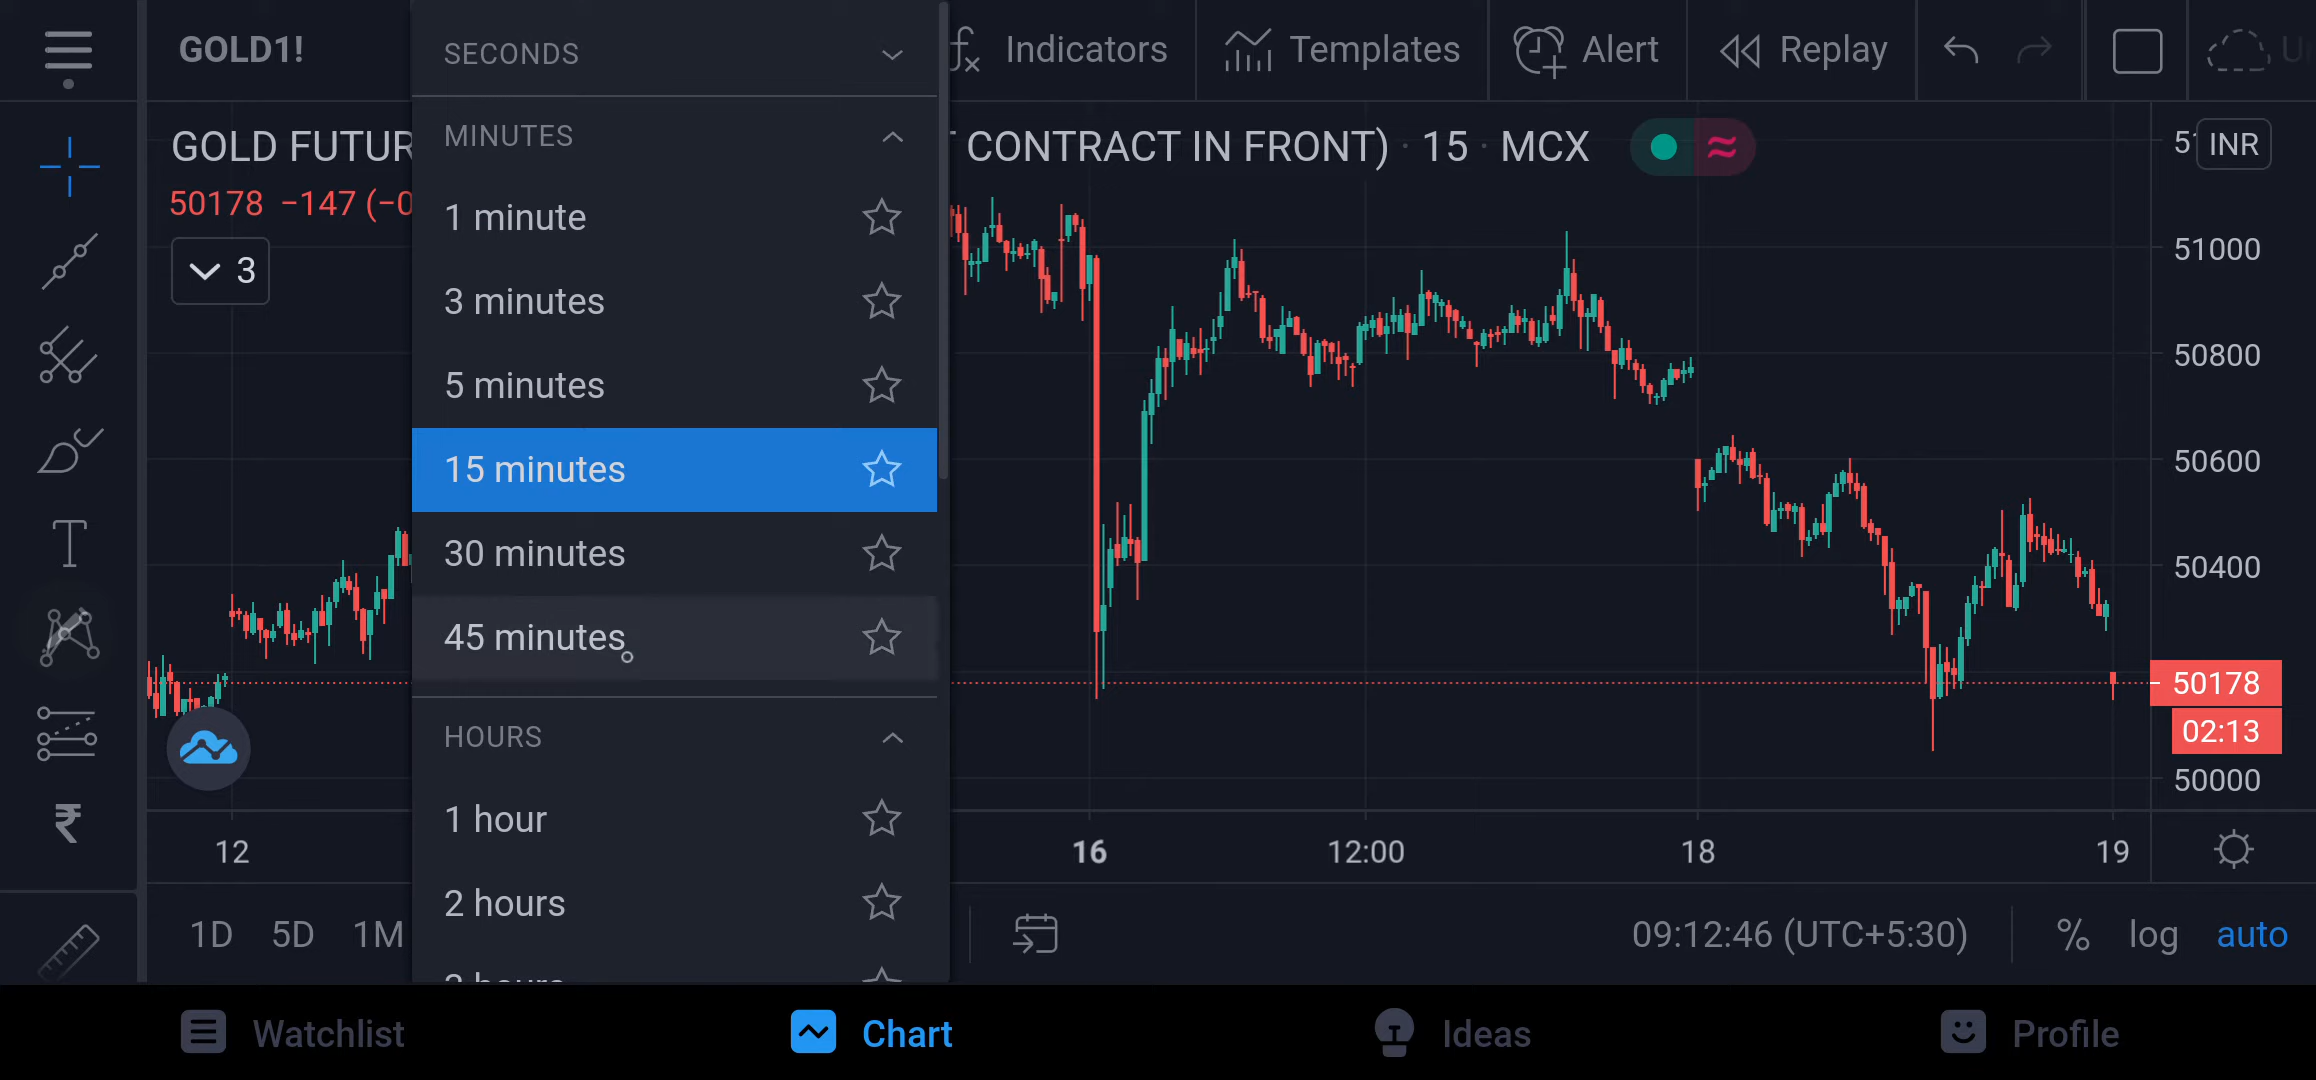 GOLD1!
Indicators
Templates
Alert
Replay
GOLD FUTUR
CONTRACT IN FRONT) · 15 · MCX
INR
50178 −147 (−0
3
SECONDS
MINUTES
1 minute
3 minutes
5 minutes
15 minutes
30 minutes
45 minutes
HOURS
1 hour
2 hours
51000
50800
50600
50400
50178
02:13
50000
12
16
12:00
18
19
1D 5D 1M
09:12:46 (UTC+5:30)
% log auto
Watchlist
Chart
Ideas
Profile